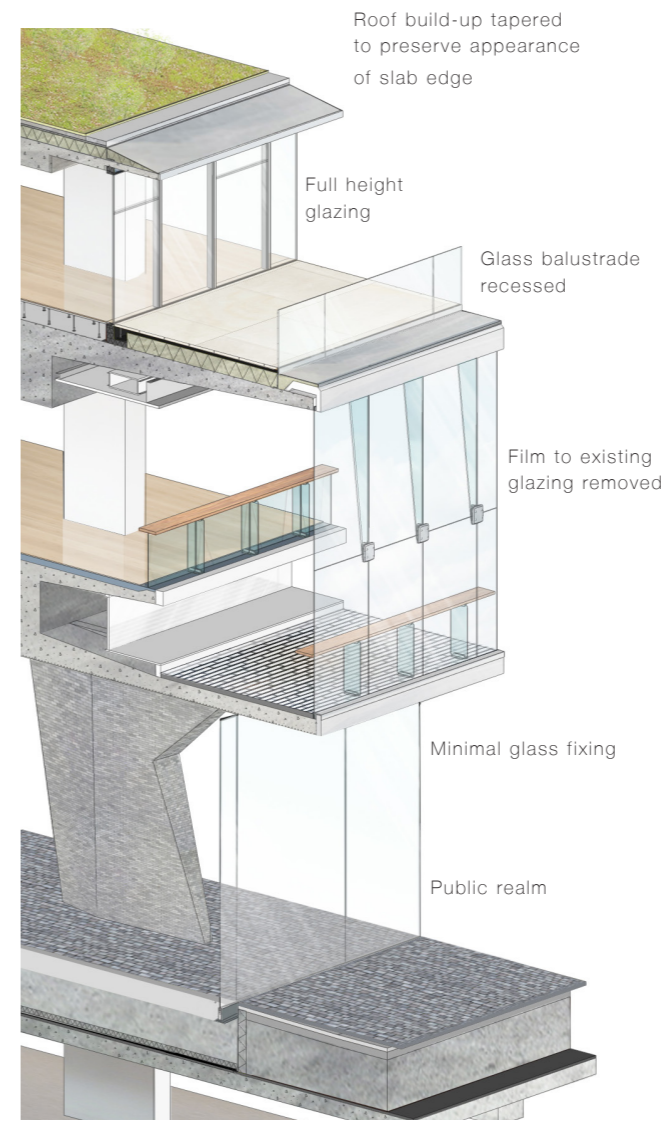 Roof build-up tapered
to preserve appearance
of slab edge
Full height
glazing
Glass balustrade
recessed
Film to existing
glazing removed
Minimal glass fixing
Public realm